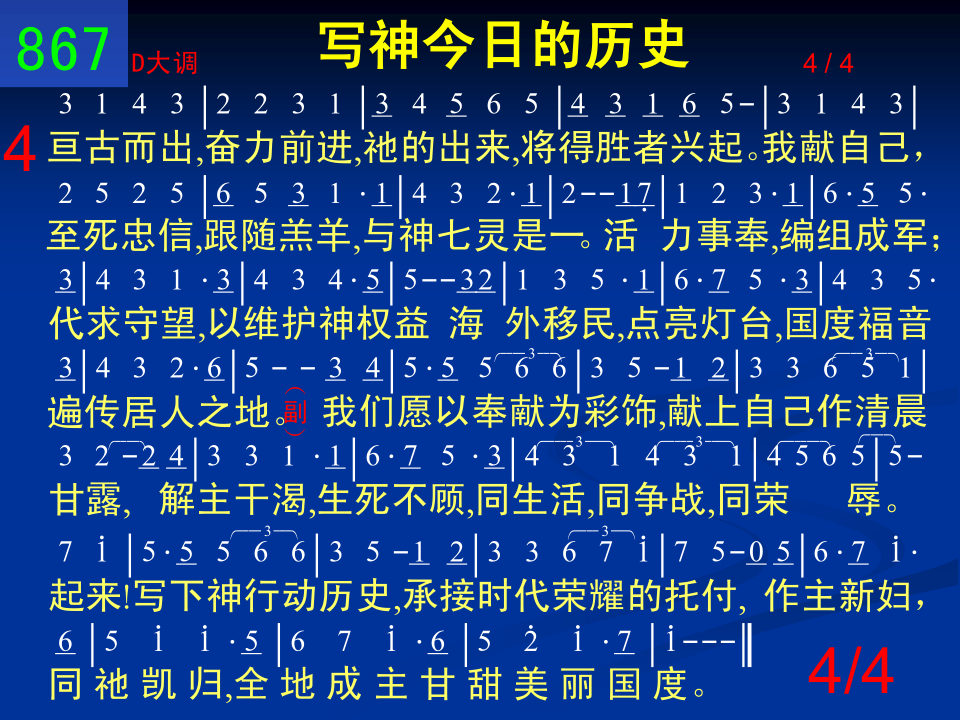 867 D大调 写神今日的历史 4 / 4
3 1 4 3|2 2 3 1|3 4 5 6 5|4 3 1 6 5-|3 1 4 3|
4 亘古而出,奋力前进,祂的出来,将得胜者兴起。我献自己，
2 5 2 5|6 5 3 1·1|4 3 2·1|2--17|1 2 3·1|6·5 5·
至死忠信,跟随羔羊,与神七灵是一。活 力事奉,编组成军；
3|4 3 1·3|4 3 4·5|5--32|1 3 5·1|6·7 5·3|4 3 5·
代求守望,以维护神权益 海 外移民,点亮灯台,国度福音
3|4 3 2·6|5 - - 3 4|5·5 5 6 6|3 5-1 2|3 3 6 5 1|
遍传居人之地。（副） 我们愿以奉献为彩饰,献上自己作清晨
3 2-2 4|3 3 1·1|6·7 5·3|4 3 1 4 3 1|4 5 6 5|5-
甘露, 解主干渴,生死不顾,同生活,同争战,同荣 辱。
7 i|5·5 5 6 6|3 5-1 2|3 3 6 7 i|7 5-0 5|6·7 i·
起来!写下神行动历史,承接时代荣耀的托付, 作主新妇，
6|5 i i·5|6 7 i·6|5 2 i·7|i---‖
同祂凯归,全地成主甘甜美丽国度。
4/4